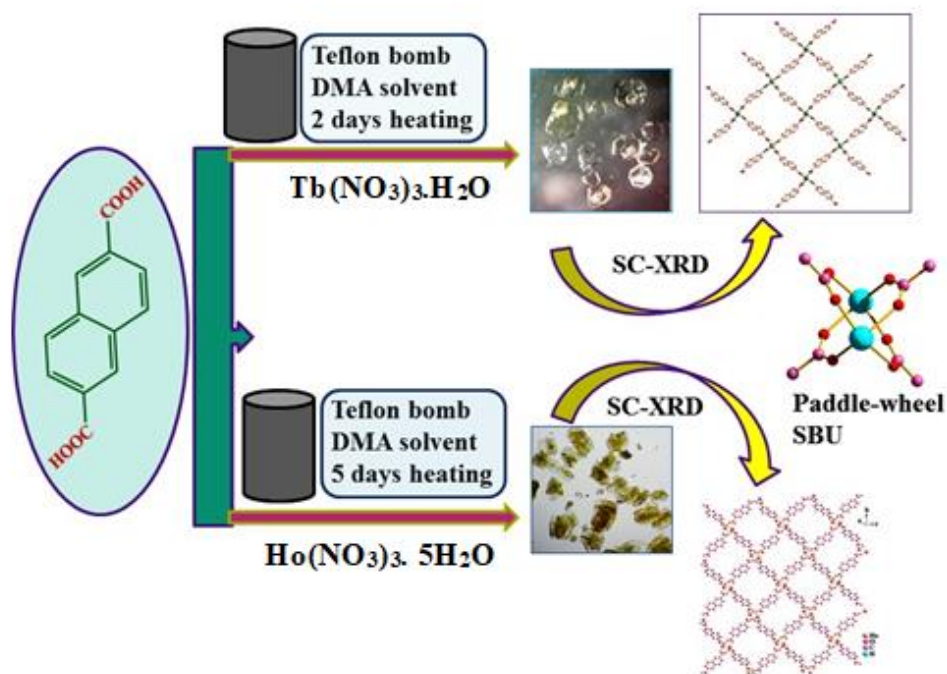 Teflon bomb
DMA solvent
2 days heating
Tb(NO3)3.H2O
COOH
HOOC
SC-XRD
Paddle-wheel
SBU
SC-XRD
Teflon bomb
DMA solvent
5 days heating
Ho(NO3)3. 5H2O